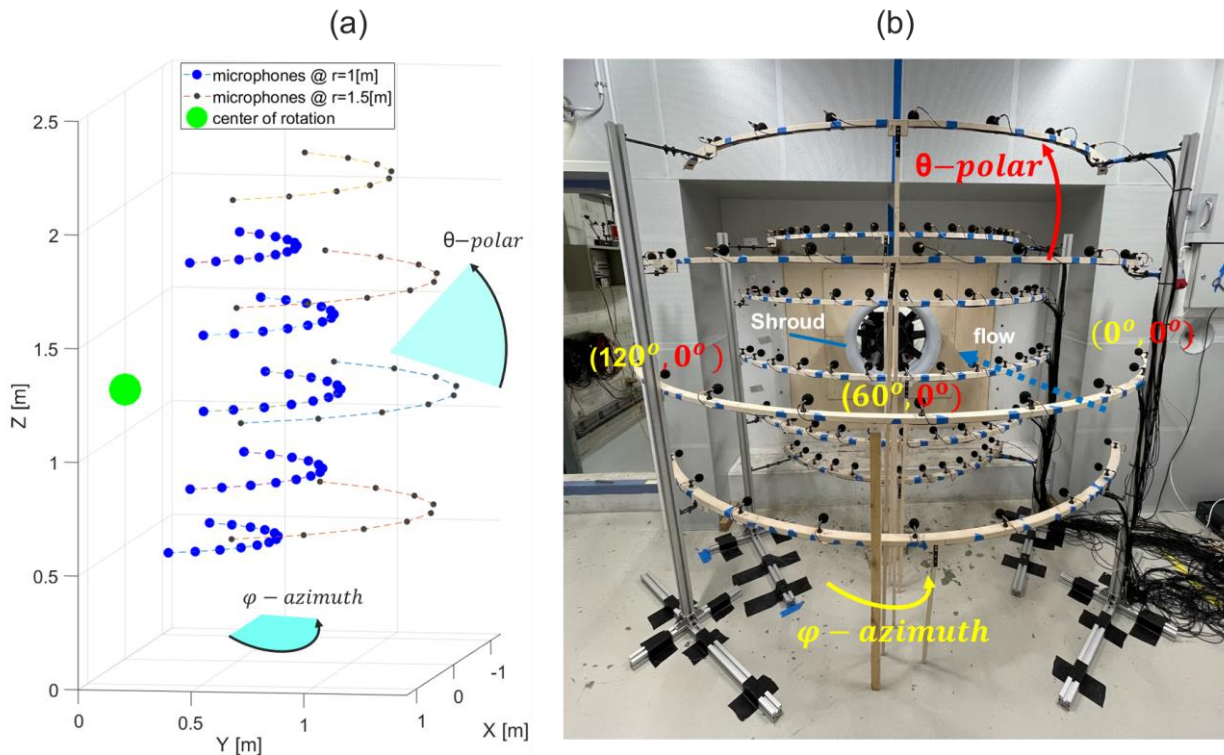 (a)
microphones @ r=1[m]
microphones @ r=1.5[m]
center of rotation
2.5
2
1.5
1
0.5
0
Z [m]
θ−polar
φ − azimuth
0
0.5
1
Y [m]
1
0
-1
X [m]
(b)
θ−polar
Shroud
flow
(120°, 0°)
(60°, 0°)
(0°, 0°)
φ − azimuth